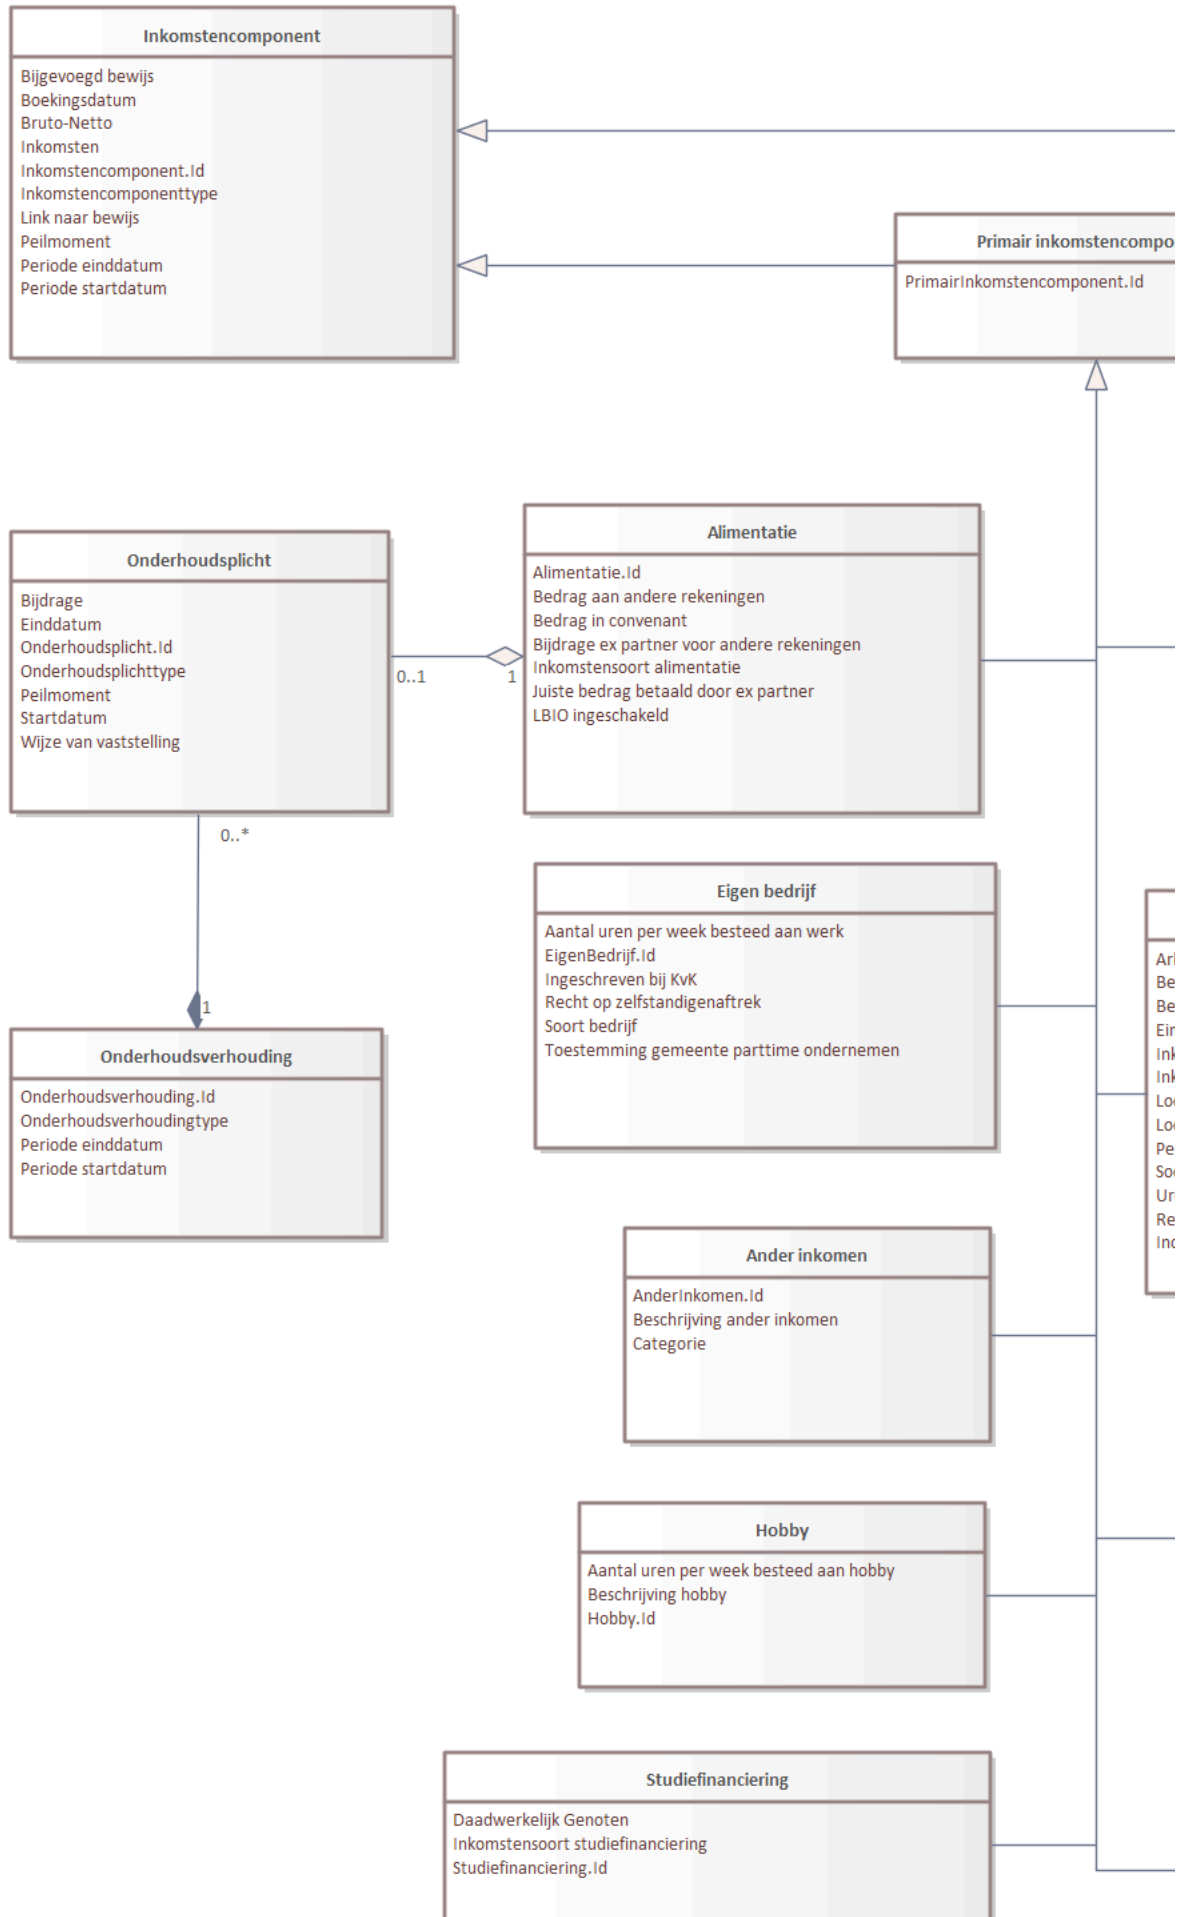 Inkomstencomponent
Bijgevoegd bewijs
Boekingsdatum
Bruto-Netto
Inkomsten
Inkomstencomponent.Id
Inkomstencomponenttype
Link naar bewijs
Peilmoment
Periode einddatum
Periode startdatum
Primair inkomstencompo
PrimairInkomstencomponent.Id
Onderhoudsplicht
Bijdrage
Einddatum
Onderhoudsplicht.Id
Onderhoudsplichttype
Peilmoment
Startdatum
Wijze van vaststelling
0..1
1
Alimentatie
Alimentatie.Id
Bedrag aan andere rekeningen
Bedrag in convenant
Bijdrage ex partner voor andere rekeningen
Inkomstensoort alimentatie
Juiste bedrag betaald door ex partner
LBIO ingeschakeld
0..*
1
Onderhoudsverhouding
Onderhoudsverhouding.Id
Onderhoudsverhoudingtype
Periode einddatum
Periode startdatum
Eigen bedrijf
Aantal uren per week besteed aan werk
EigenBedrijf.Id
Ingeschreven bij KvK
Recht op zelfstandigenaftrek
Soort bedrijf
Toestemming gemeente parttime ondernemen
Be
Be
Pe
Re
Ander inkomen
AnderInkomen.Id
Beschrijving ander inkomen
Categorie
Hobby
Aantal uren per week besteed aan hobby
Beschrijving hobby
Hobby.Id
Studiefinanciering
Daadwerkelijk Genoten
Inkomstensoort studiefinanciering
Studiefinanciering.Id